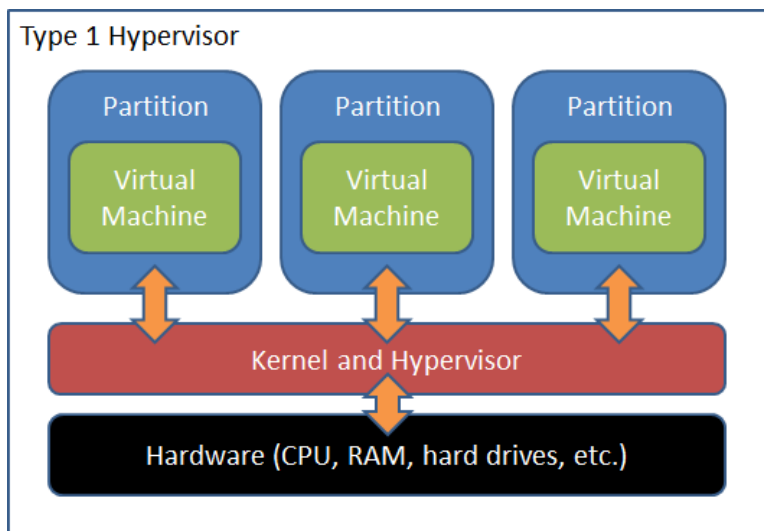 Type 1 Hypervisor
Partition
Virtual
Machine
Partition
Virtual
Machine
Partition
Virtual
Machine
Kernel and Hypervisor
Hardware (CPU, RAM, hard drives, etc.)